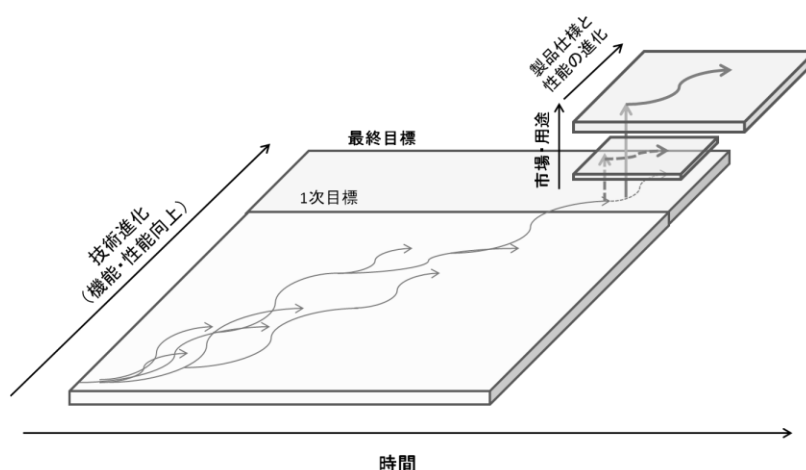 製品仕様と
性能の進化
市場・用途
最終目標
1次目標
技術進化
（機能・性能向上）
時間